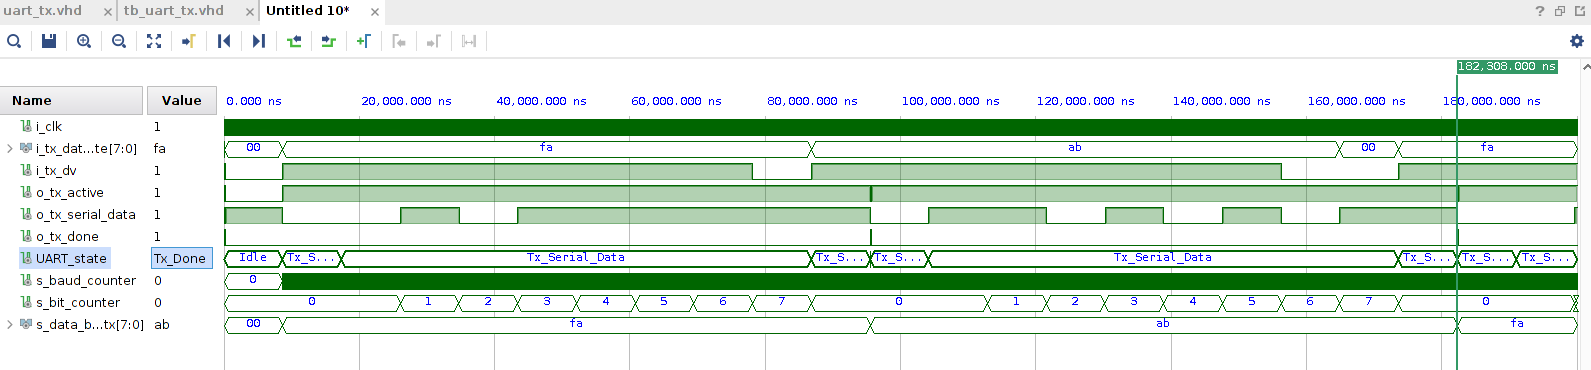 uart_tx.vhd × tb_uart_tx.vhd × Untitled 10* ×
?
182,308.000 ns
Name Value 0.000 ns 20,000.000 ns 40,000.000 ns 60,000.000 ns 80,000.000 ns 100,000.000 ns 120,000.000 ns 140,000.000 ns 160,000.000 ns 180,000.000 ns
i_clk 1
i_tx_dat...te[7:0] fa 00 fa ab 00 fa
i_tx_dv 1
o_tx_active 1
o_tx_serial_data 1
o_tx_done 1
UART_state Tx_Done Idle Tx_S... Tx_Serial_Data Tx_S... Tx_S... Tx_Serial_Data Tx_S... Tx_S... Tx_S...
s_baud_counter 0 0
s_bit_counter 0 0 1 2 3 4 5 6 7 0 1 2 3 4 5 6 7 0
s_data_b...tx[7:0] ab 00 fa ab fa